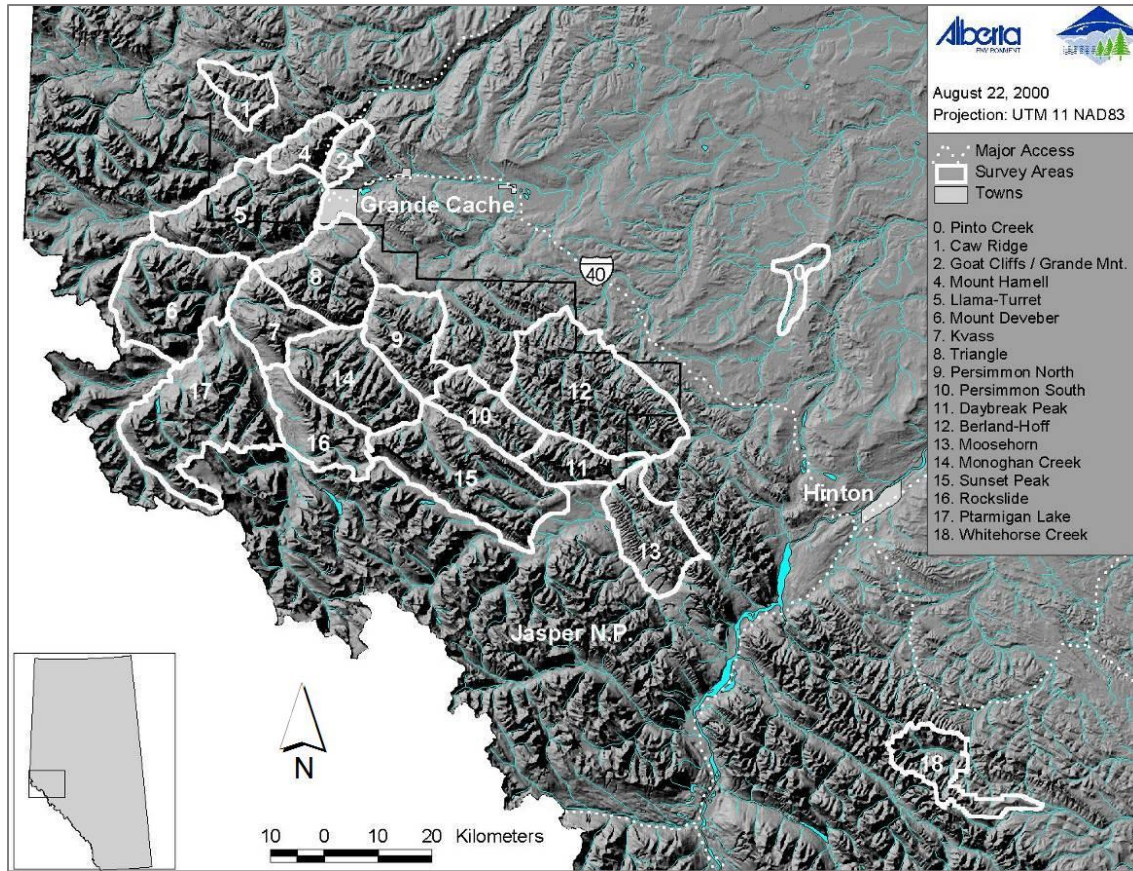 Alberta
ENVIRONMENT
August 22, 2000
Projection: UTM 11 NAD83
Major Access
Survey Areas
Towns
0. Pinto Creek
1. Caw Ridge
2. Goat Cliffs / Grande Mnt.
4. Mount Hamell
5. Llama-Turret
6. Mount Deveber
7. Kvass
8. Triangle
9. Persimmon North
10. Persimmon South
11. Daybreak Peak
12. Berland-Hoff
13. Moosehorn
14. Monoghan Creek
15. Sunset Peak
16. Rockslide
17. Ptarmigan Lake
18. Whitehorse Creek
1
4
2
Grande Cache
5
40
0
8
6
7
9
14
12
17
10
16
15
11
Hinton
13
Jasper N.P.
18
N
10 0 10 20 Kilometers